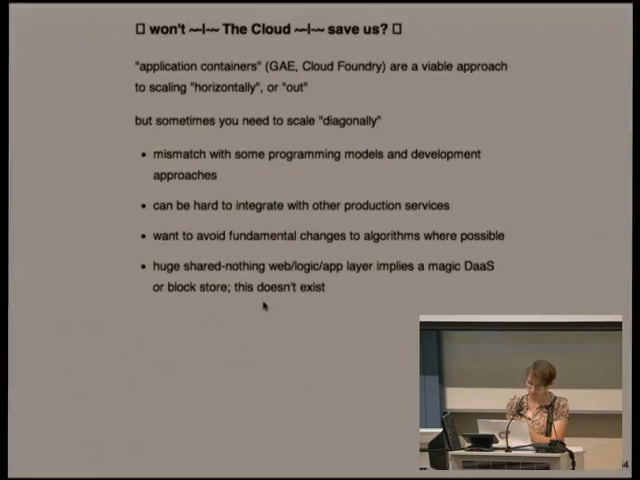 □ won't ~~|-~ The Cloud ~~|-~ save us? □
"application containers" (GAE, Cloud Foundry) are a viable approach
to scaling "horizontally", or "out"
but sometimes you need to scale "diagonally"
• mismatch with some programming models and development
approaches
• can be hard to integrate with other production services
• want to avoid fundamental changes to algorithms where possible
• huge shared-nothing web/logic/app layer implies a magic DaaS
or block store; this doesn't exist